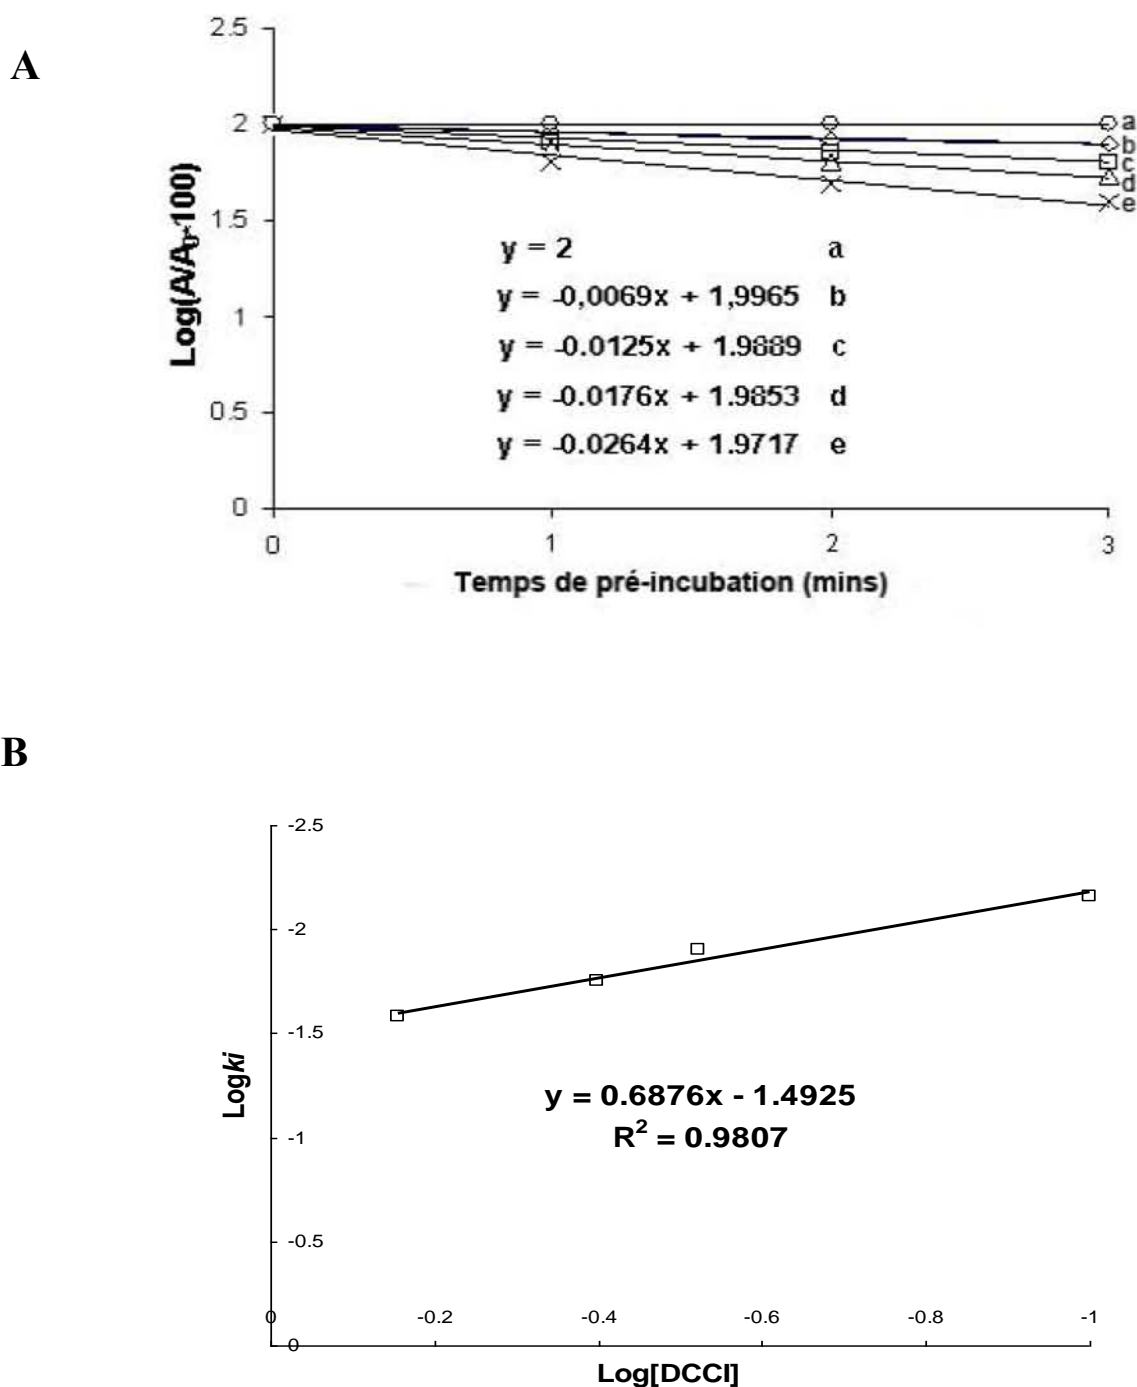 A
2.5
2
1.5
1
0.5
0
Log(A/A0*100)
a
b
c
d
e
y = 2 a
y = -0,0069x + 1,9965 b
y = -0.0125x + 1.9889 c
y = -0.0176x + 1.9853 d
y = -0.0264x + 1.9717 e
0 1 2 3
Temps de pré-incubation (mins)
B
-2.5
-2
-1.5
-1
-0.5
0
Logki
y = 0.6876x - 1.4925
R² = 0.9807
0 -0.2 -0.4 -0.6 -0.8 -1
Log[DCCI]